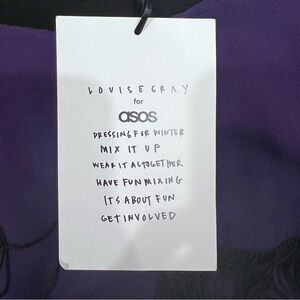 LOUISE GRAY
for
asos
DRESSING FOR WINTER
MIX IT UP
WEAR IT ALTOGETHER
HAVE FUN MIXING
ITS ABOUT FUN
GET INVOLVED